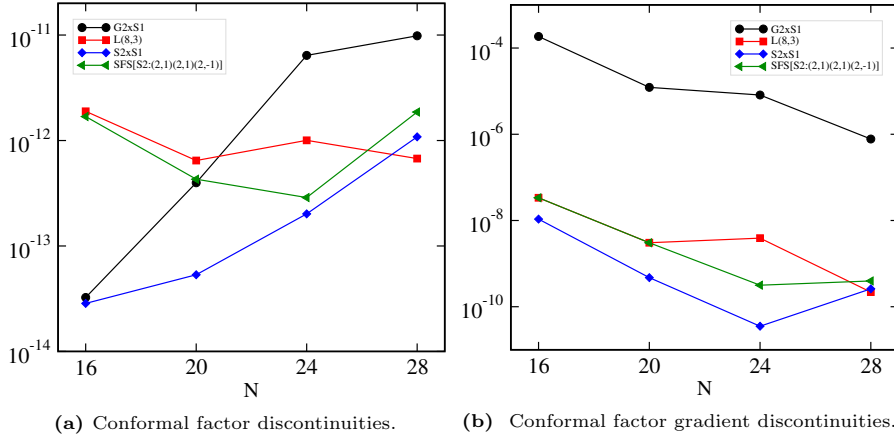 10-11
10-12
10-13
10-14
G2xS1
L(8,3)
S2xS1
SFS[S2:(2,1)(2,1)(2,-1)]
16 20 24 28
N
(a) Conformal factor discontinuities.
10-4
10-6
10-8
10-10
G2xS1
L(8,3)
S2xS1
SFS[S2:(2,1)(2,1)(2,-1)]
16 20 24 28
N
(b) Conformal factor gradient discontinuities.